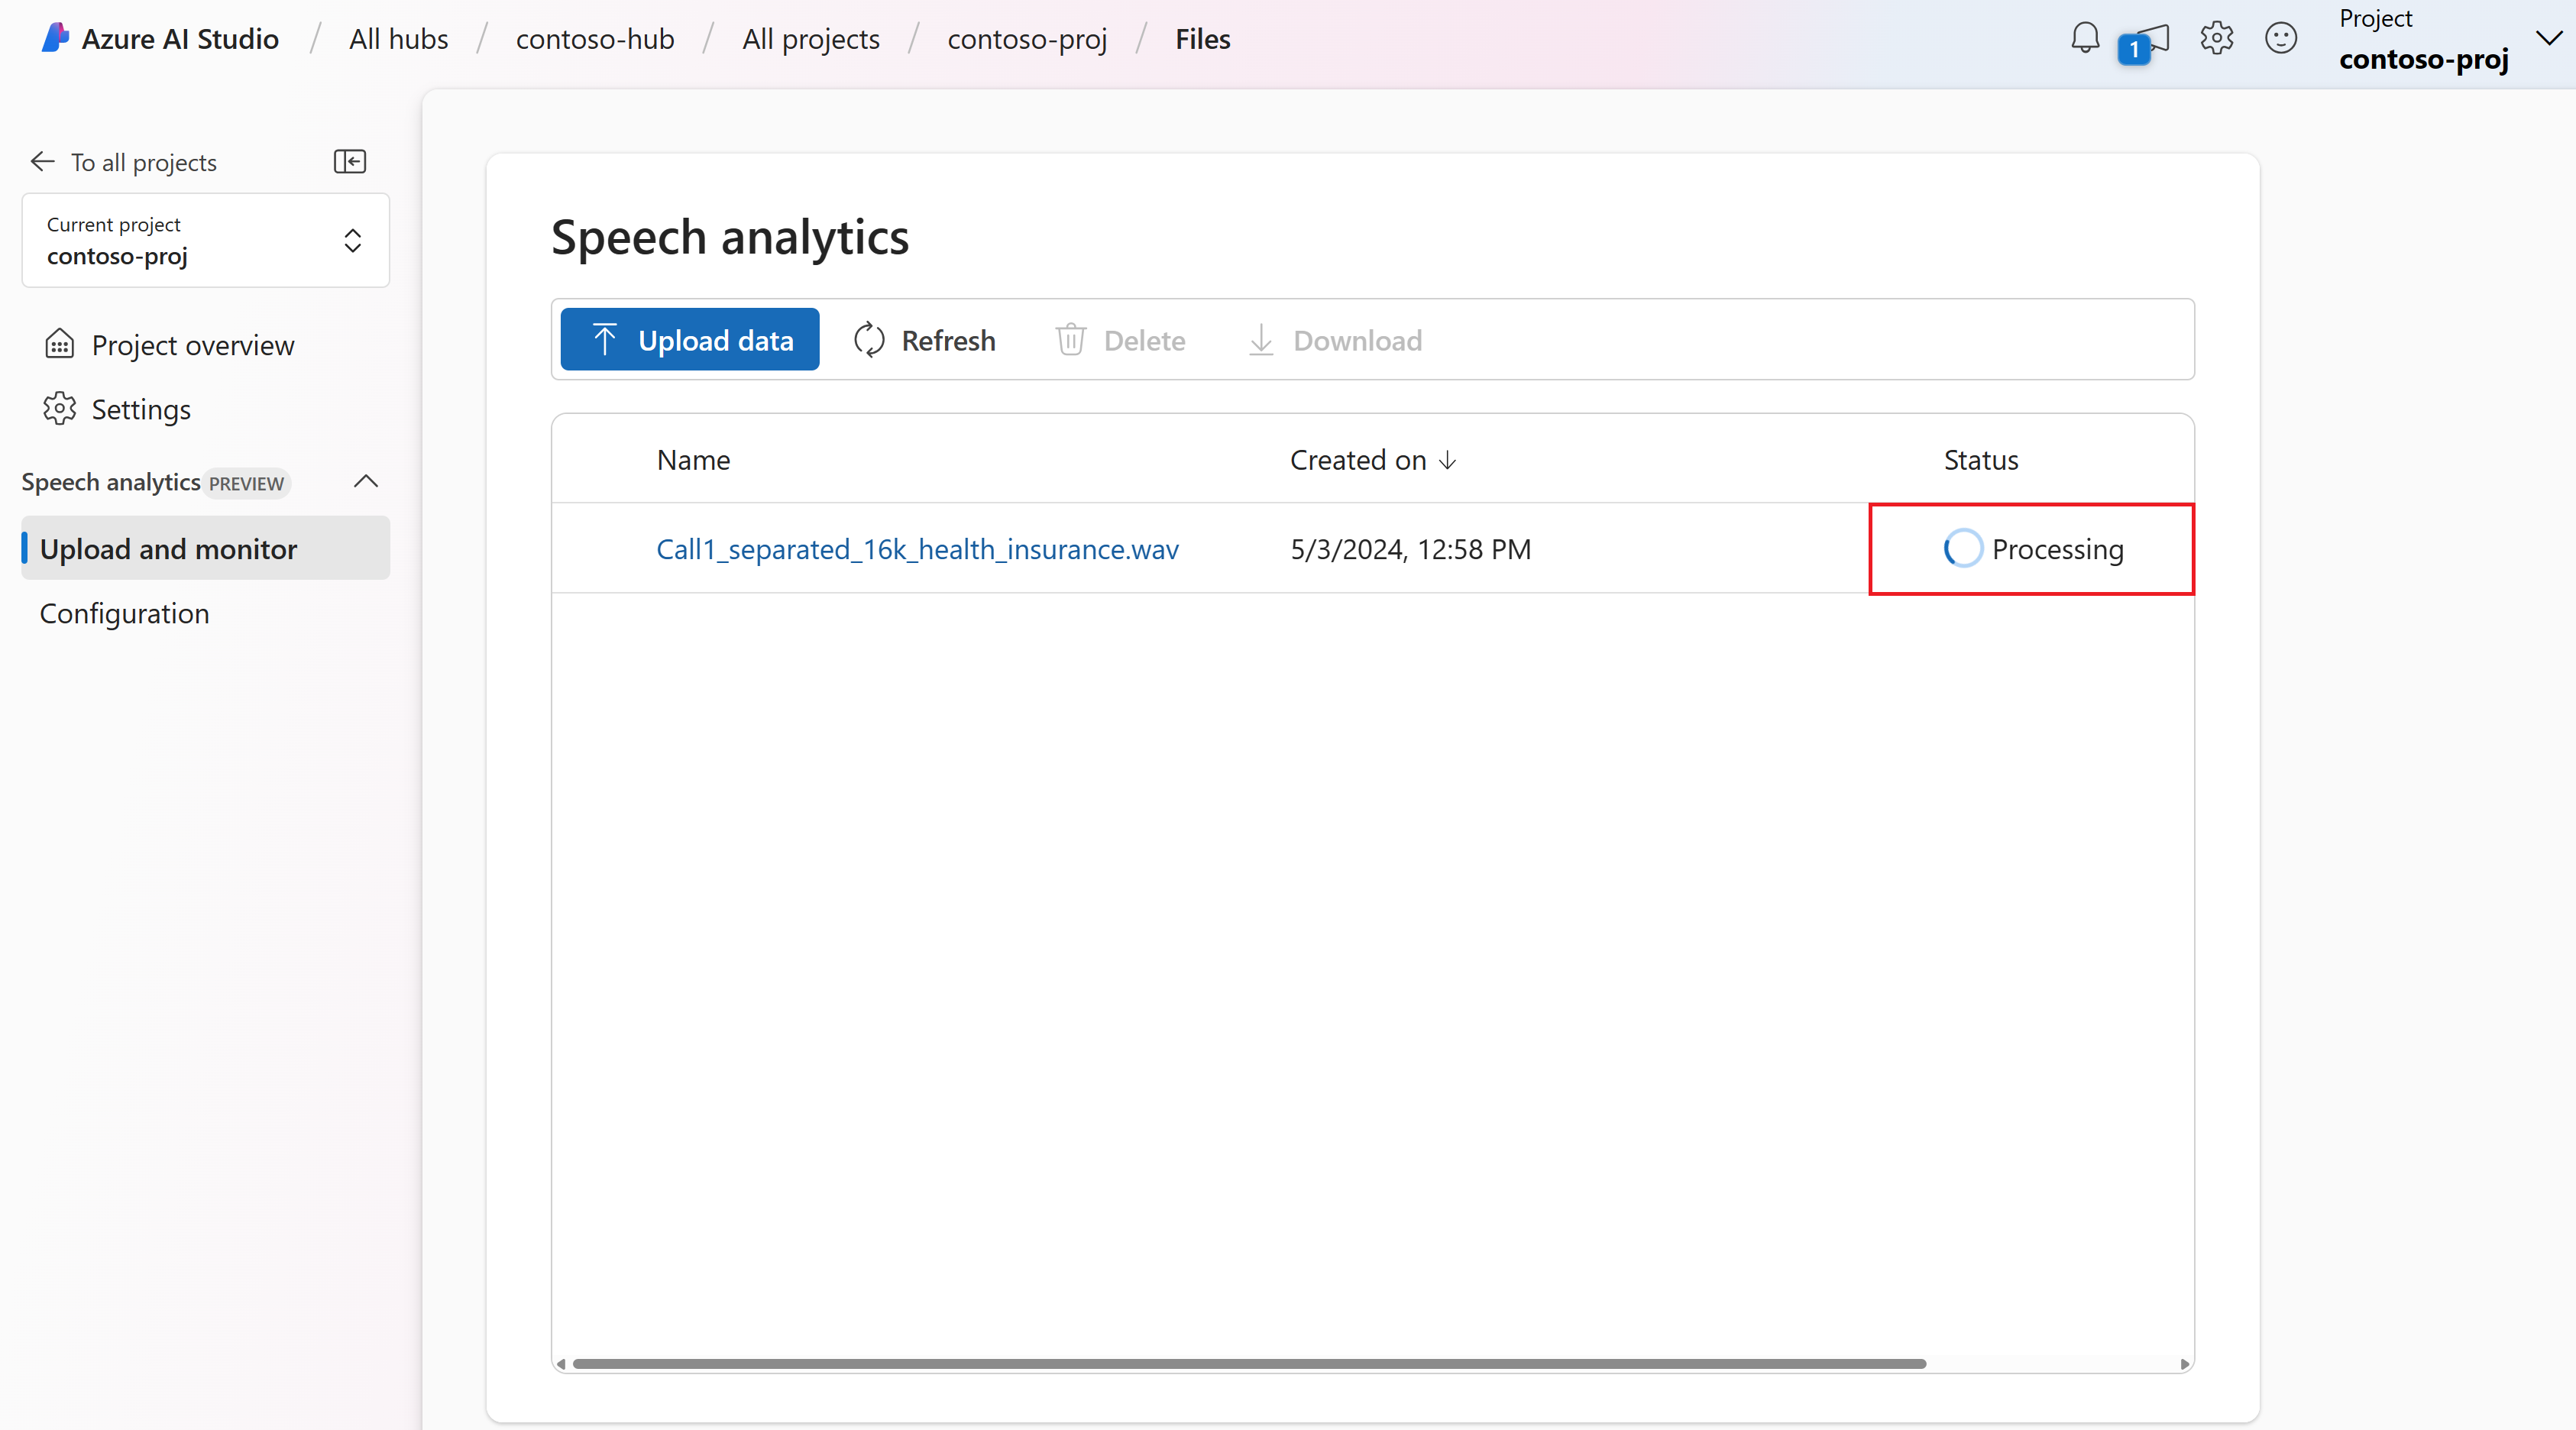 Azure AI Studio / All hubs / contoso-hub / All projects / contoso-proj / Files
1
Project
contoso-proj
To all projects
Current project
contoso-proj
Project overview
Settings
Speech analytics PREVIEW
Upload and monitor
Configuration
Speech analytics
Upload data Refresh Delete Download
Name Created on Status
Call1_separated_16k_health_insurance.wav 5/3/2024, 12:58 PM Processing